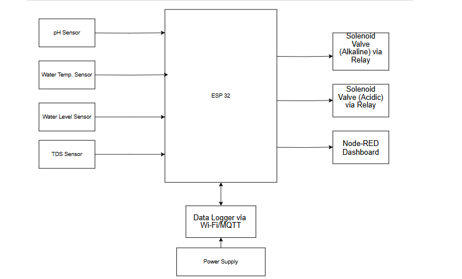 pH Sensor
Water Temp. Sensor
Water Level Sensor
TDS Sensor
ESP 32
Solenoid
Valve
(Alkaline) via
Relay
Solenoid
Valve (Acidic)
via Relay
Node-RED
Dashboard
Data Logger via
Wi-Fi/MQTT
Power Supply